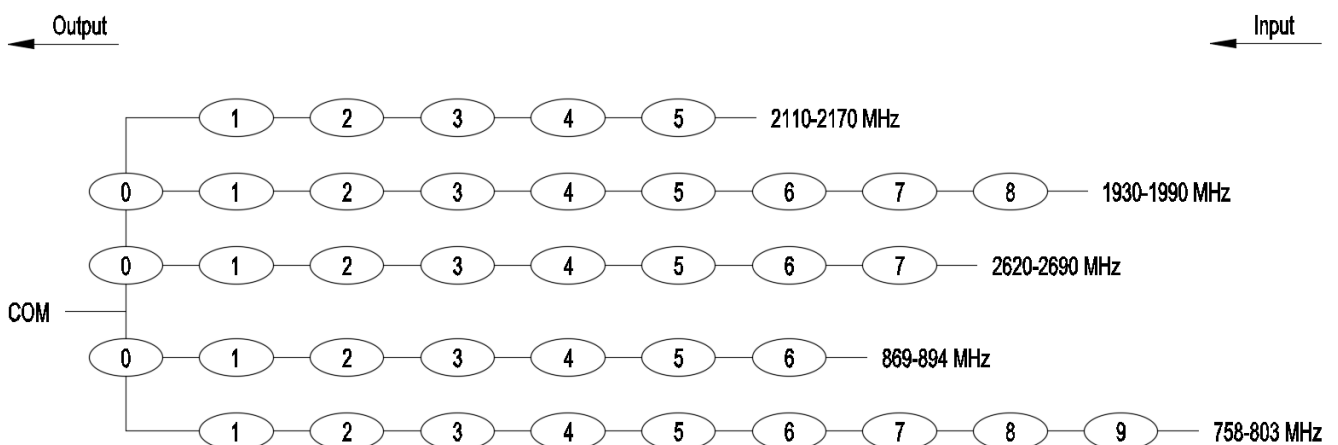 Output Input
1 2 3 4 5 2110-2170 MHz
0 1 2 3 4 5 6 7 8 1930-1990 MHz
0 1 2 3 4 5 6 7 2620-2690 MHz
COM
0 1 2 3 4 5 6 869-894 MHz
1 2 3 4 5 6 7 8 9 758-803 MHz